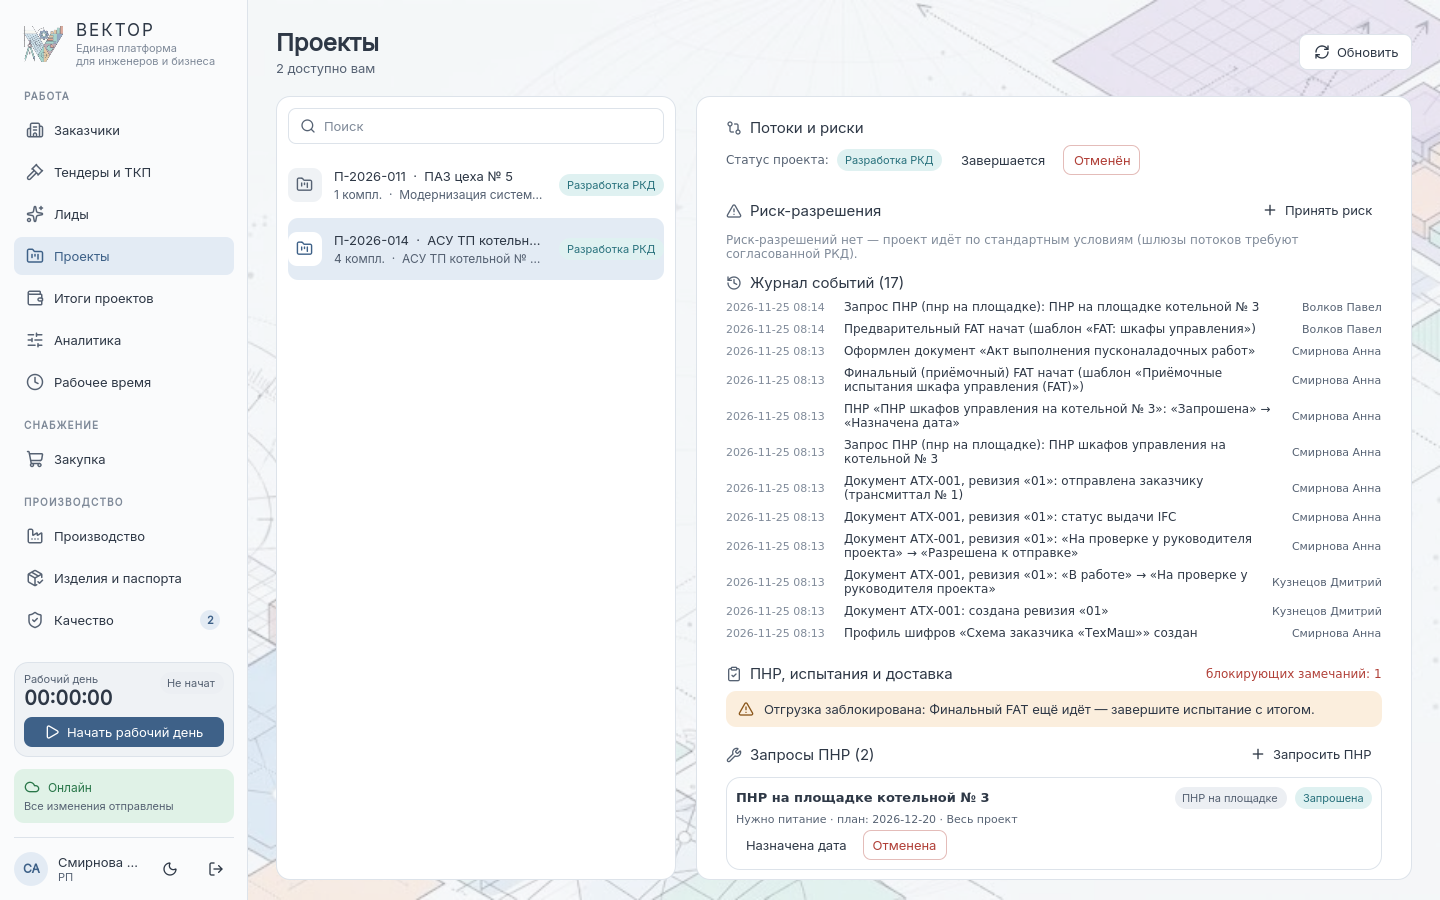 ВЕКТОР
Единая платформа
для инженеров и бизнеса
РАБОТА
Заказчики
Тендеры и ТКП
Лиды
Проекты
Итоги проектов
Аналитика
Рабочее время
СНАБЖЕНИЕ
Закупка
ПРОИЗВОДСТВО
Производство
Изделия и паспорта
Качество 2
Рабочий день
Не начат
00:00:00
Начать рабочий день
Онлайн
Все изменения отправлены
СА
Смирнова ...
РП
Проекты
2 доступно вам
Обновить
Поиск
П-2026-011 · ПАЗ цеха № 5
1 компл. · Модернизация систем...
Разработка РКД
П-2026-014 · АСУ ТП котельн...
4 компл. · АСУ ТП котельной № ...
Разработка РКД
Потоки и риски
Статус проекта: Разработка РКД Завершается Отменён
Риск-разрешения
Принять риск
Риск-разрешений нет — проект идёт по стандартным условиям (шлюзы потоков требуют
согласованной РКД).
Журнал событий (17)
2026-11-25 08:14 Запрос ПНР (пнр на площадке): ПНР на площадке котельной № 3 Волков Павел
2026-11-25 08:14 Предварительный FAT начат (шаблон «FAT: шкафы управления») Волков Павел
2026-11-25 08:13 Оформлен документ «Акт выполнения пусконаладочных работ» Смирнова Анна
2026-11-25 08:13 Финальный (приёмочный) FAT начат (шаблон «Приёмочные
испытания шкафа управления (FAT)») Смирнова Анна
2026-11-25 08:13 ПНР «ПНР шкафов управления на котельной № 3»: «Запрошена» →
«Назначена дата» Смирнова Анна
2026-11-25 08:13 Запрос ПНР (пнр на площадке): ПНР шкафов управления на
котельной № 3 Смирнова Анна
2026-11-25 08:13 Документ АТХ-001, ревизия «01»: отправлена заказчику
(трансмиттал № 1) Смирнова Анна
2026-11-25 08:13 Документ АТХ-001, ревизия «01»: статус выдачи IFC Смирнова Анна
2026-11-25 08:13 Документ АТХ-001, ревизия «01»: «На проверке у руководителя
проекта» → «Разрешена к отправке» Смирнова Анна
2026-11-25 08:13 Документ АТХ-001, ревизия «01»: «В работе» → «На проверке у
руководителя проекта» Кузнецов Дмитрий
2026-11-25 08:13 Документ АТХ-001: создана ревизия «01» Кузнецов Дмитрий
2026-11-25 08:13 Профиль шифров «Схема заказчика «ТехМаш»» создан Смирнова Анна
ПНР, испытания и доставка
блокирующих замечаний: 1
Отгрузка заблокирована: Финальный FAT ещё идёт — завершите испытание с итогом.
Запросы ПНР (2)
Запросить ПНР
ПНР на площадке котельной № 3
ПНР на площадке Запрошена
Нужно питание · план: 2026-12-20 · Весь проект
Назначена дата Отменена